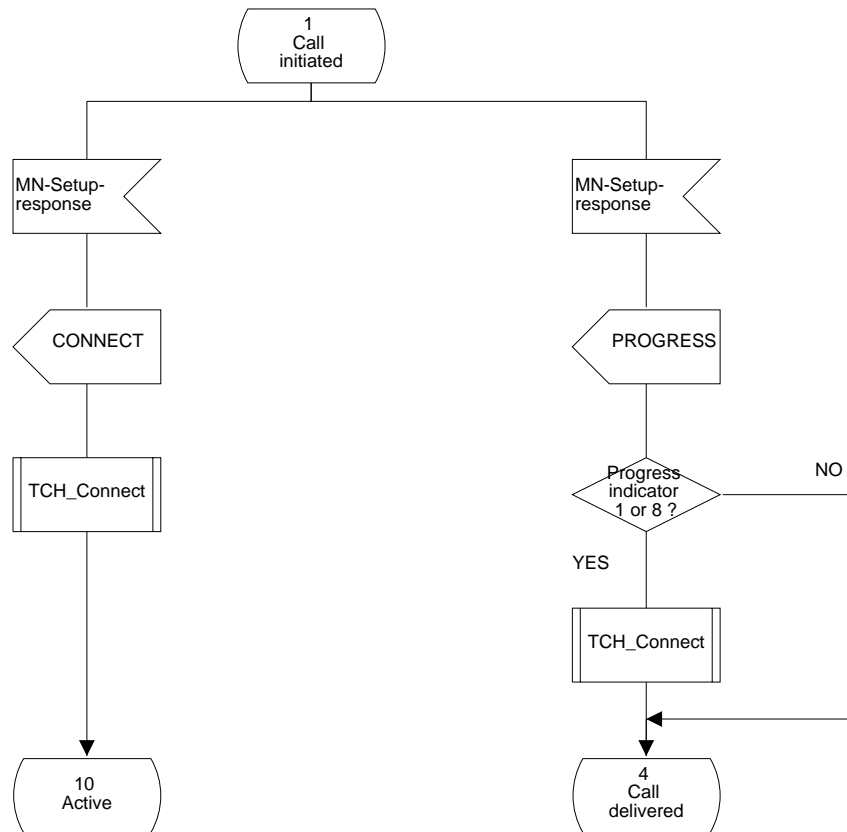 1
Call
initiated
MN-Setup-
response
MN-Setup-
response
CONNECT
PROGRESS
TCH_Connect
Progress
indicator
1 or 8 ?
NO
YES
TCH_Connect
10
Active
4
Call
delivered